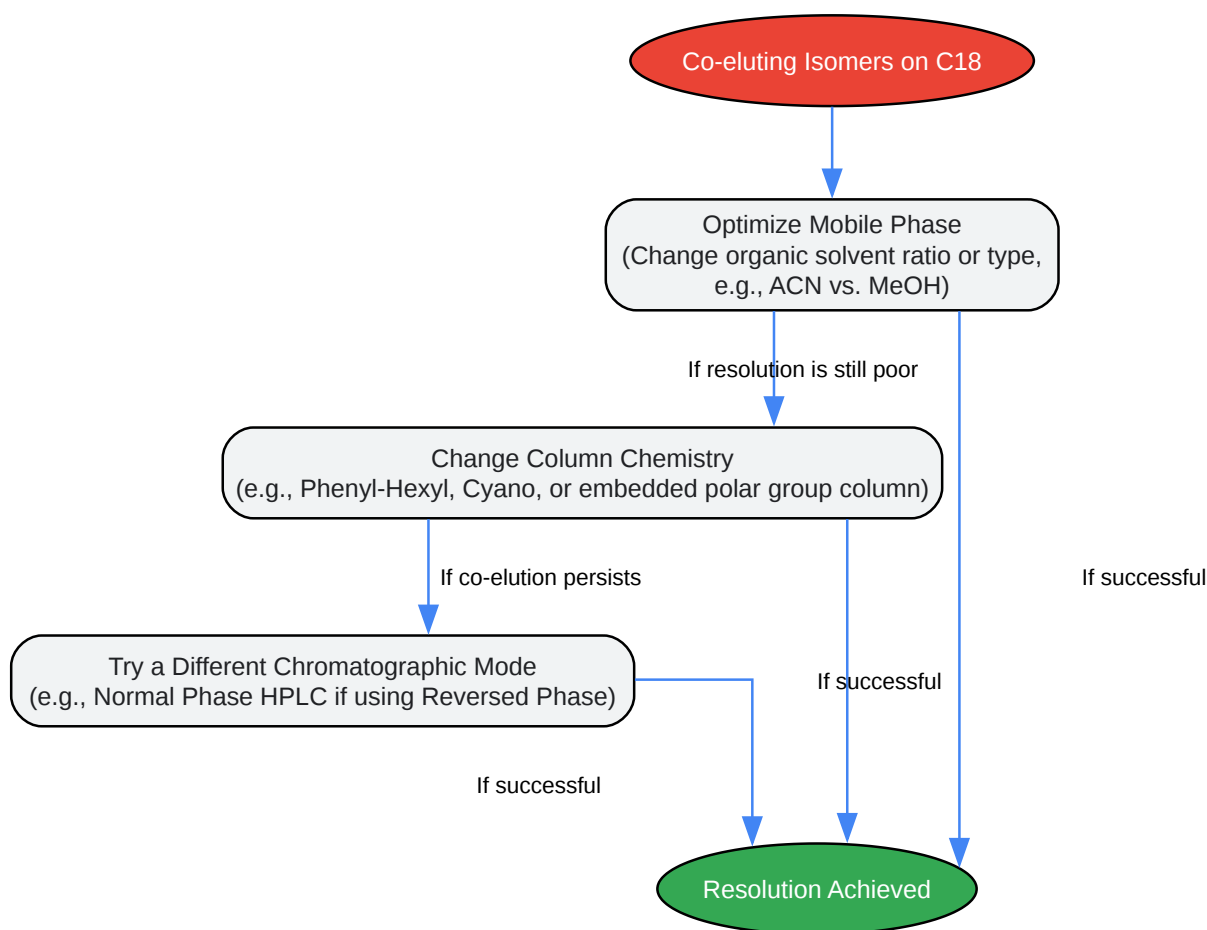 Co-eluting Isomers on C18
Optimize Mobile Phase
(Change organic solvent ratio or type,
e.g., ACN vs. MeOH)
If resolution is still poor
Change Column Chemistry
(e.g., Phenyl-Hexyl, Cyano, or embedded polar group column)
If co-elution persists
If successful
Try a Different Chromatographic Mode
(e.g., Normal Phase HPLC if using Reversed Phase)
If successful
If successful
Resolution Achieved